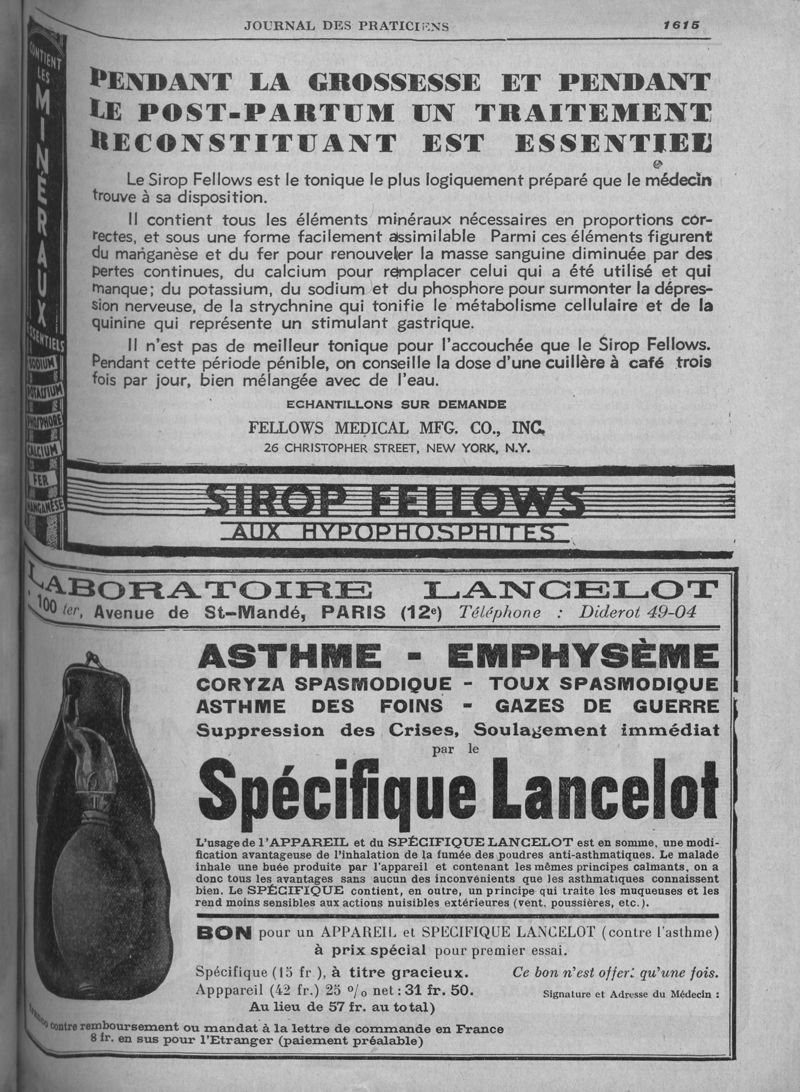 JOURNAL DES PRATICIENS 1615
CONTIENT
LES
MINÉRAUX
ESSENTIELS
SODIUM
POTASSIUM
PHOSPHORE
CALCIUM
FER
MANGANÈSE
PENDANT LA GROSSESSE ET PENDANT
LE POST-PARTUM UN TRAITEMENT
RECONSTITUANT EST ESSENTIEL
Le Sirop Fellows est le tonique le plus logiquement préparé que le médecin
trouve à sa disposition.
Il contient tous les éléments minéraux nécessaires en proportions cor-
rectes, et sous une forme facilement assimilable Parmi ces éléments figurent
du manganèse et du fer pour renouveler la masse sanguine diminuée par des
pertes continues, du calcium pour remplacer celui qui a été utilisé et qui
manque; du potassium, du sodium et du phosphore pour surmonter la dépres-
sion nerveuse, de la strychnine qui tonifie le métabolisme cellulaire et de la
quinine qui représente un stimulant gastrique.
Il n'est pas de meilleur tonique pour l'accouchée que le Sirop Fellows.
Pendant cette période pénible, on conseille la dose d'une cuillère à café trois
fois par jour, bien mélangée avec de l'eau.
ECHANTILLONS SUR DEMANDE
FELLOWS MEDICAL MFG. CO., INC.
26 CHRISTOPHER STREET, NEW YORK, N.Y.
SIROP FELLOWS
AUX HYPOPHOSPHITES
LABORATOIRE LANCELOT
100 ter, Avenue de St-Mandé, PARIS (12e) Téléphone : Diderot 49-04
ASTHME - EMPHYSÈME
CORYZA SPASMODIQUE - TOUX SPASMODIQUE
ASTHME DES FOINS - GAZES DE GUERRE
Suppression des Crises, Soulagement immédiat
par le
Spécifique Lancelot
L'usage de l'APPAREIL et du SPÉCIFIQUE LANCELOT est en somme, une modi-
fication avantageuse de l'inhalation de la fumée des poudres anti-asthmatiques. Le malade
inhale une buée produite par l'appareil et contenant les mêmes principes calmants, on a
donc tous les avantages sans aucun des inconvénients que les asthmatiques connaissent
bien. Le SPÉCIFIQUE contient, en outre, un principe qui traite les muqueuses et les
rend moins sensibles aux actions nuisibles extérieures (vent, poussières, etc.).
BON pour un APPAREIL et SPECIFIQUE LANCELOT (contre l'asthme)
à prix spécial pour premier essai.
Spécifique (15 fr ), à titre gracieux. Ce bon n'est offert qu'une fois.
Apppareil (42 fr.) 25 % net : 31 fr. 50. Signature et Adresse du Médecin :
Au lieu de 57 fr. au total)
Franco contre remboursement ou mandat à la lettre de commande en France
8 fr. en sus pour l'Etranger (paiement préalable)